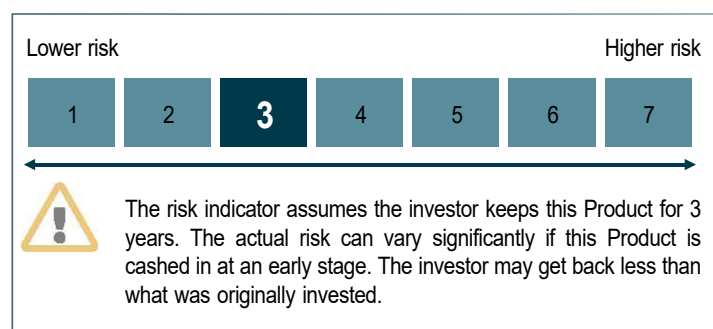 Lower risk Higher risk
1 2 3 4 5 6 7
The risk indicator assumes the investor keeps this Product for 3
years. The actual risk can vary significantly if this Product is
cashed in at an early stage. The investor may get back less than
what was originally invested.